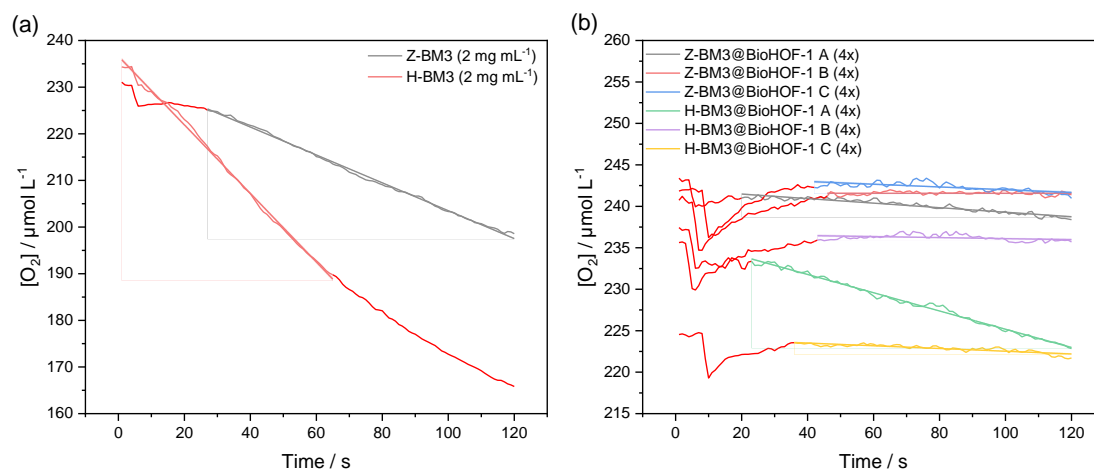 (a)
Z-BM3 (2 mg mL⁻¹)
H-BM3 (2 mg mL⁻¹)
240
230
220
210
200
190
180
170
160
[O₂] / µmol L⁻¹
0 20 40 60 80 100 120
Time / s
(b)
Z-BM3@BioHOF-1 A (4x)
Z-BM3@BioHOF-1 B (4x)
Z-BM3@BioHOF-1 C (4x)
H-BM3@BioHOF-1 A (4x)
H-BM3@BioHOF-1 B (4x)
H-BM3@BioHOF-1 C (4x)
265
260
255
250
245
240
235
230
225
220
215
[O₂] / µmol L⁻¹
0 20 40 60 80 100 120
Time / s